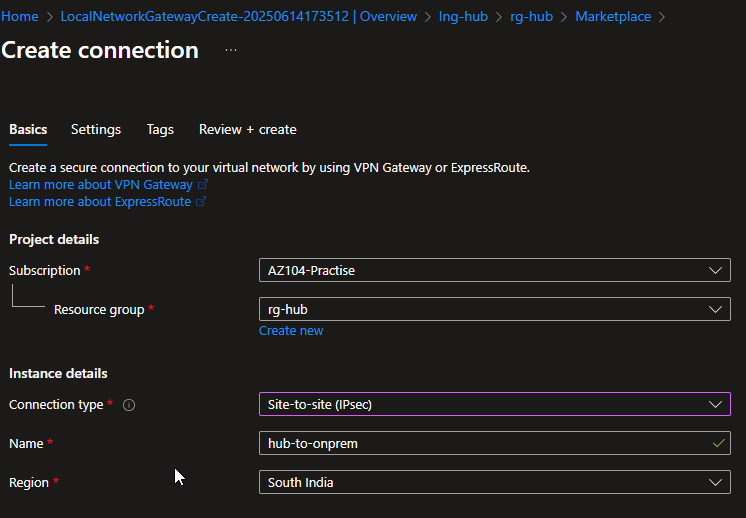 Home > LocalNetworkGatewayCreate-20250614173512 | Overview > lng-hub > rg-hub > Marketplace >
Create connection ...
Basics Settings Tags Review + create
Create a secure connection to your virtual network by using VPN Gateway or ExpressRoute.
Learn more about VPN Gateway
Learn more about ExpressRoute
Project details
Subscription * AZ104-Practise
Resource group * rg-hub
Create new
Instance details
Connection type * Site-to-site (IPsec)
Name * hub-to-onprem
Region * South India